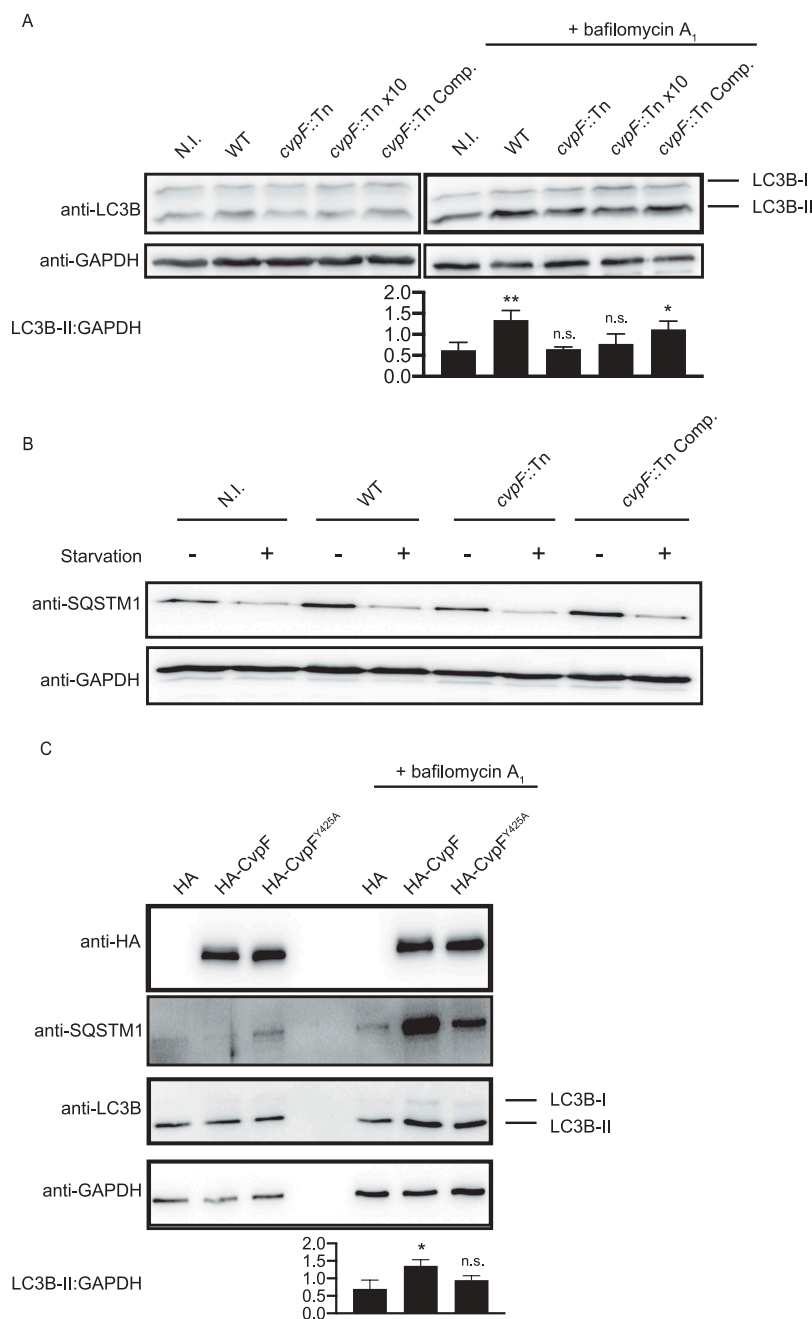 A
+ bafilomycin A1
N.I.
WT
cvpF::Tn
cvpF::Tn x10
cvpF::Tn Comp.
N.I.
WT
cvpF::Tn
cvpF::Tn x10
cvpF::Tn Comp.
anti-LC3B
LC3B-I
LC3B-II
anti-GAPDH
LC3B-II:GAPDH
2.0
1.5
1.0
0.5
0.0
**
n.s.
n.s.
*
B
N.I.
WT
cvpF::Tn
cvpF::Tn Comp.
Starvation - + - + - + - +
anti-SQSTM1
anti-GAPDH
C
+ bafilomycin A1
HA
HA-CvpF
HA-CvpFY425A
HA
HA-CvpF
HA-CvpFY425A
anti-HA
anti-SQSTM1
anti-LC3B
LC3B-I
LC3B-II
anti-GAPDH
LC3B-II:GAPDH
2.0
1.5
1.0
0.5
0.0
*
n.s.